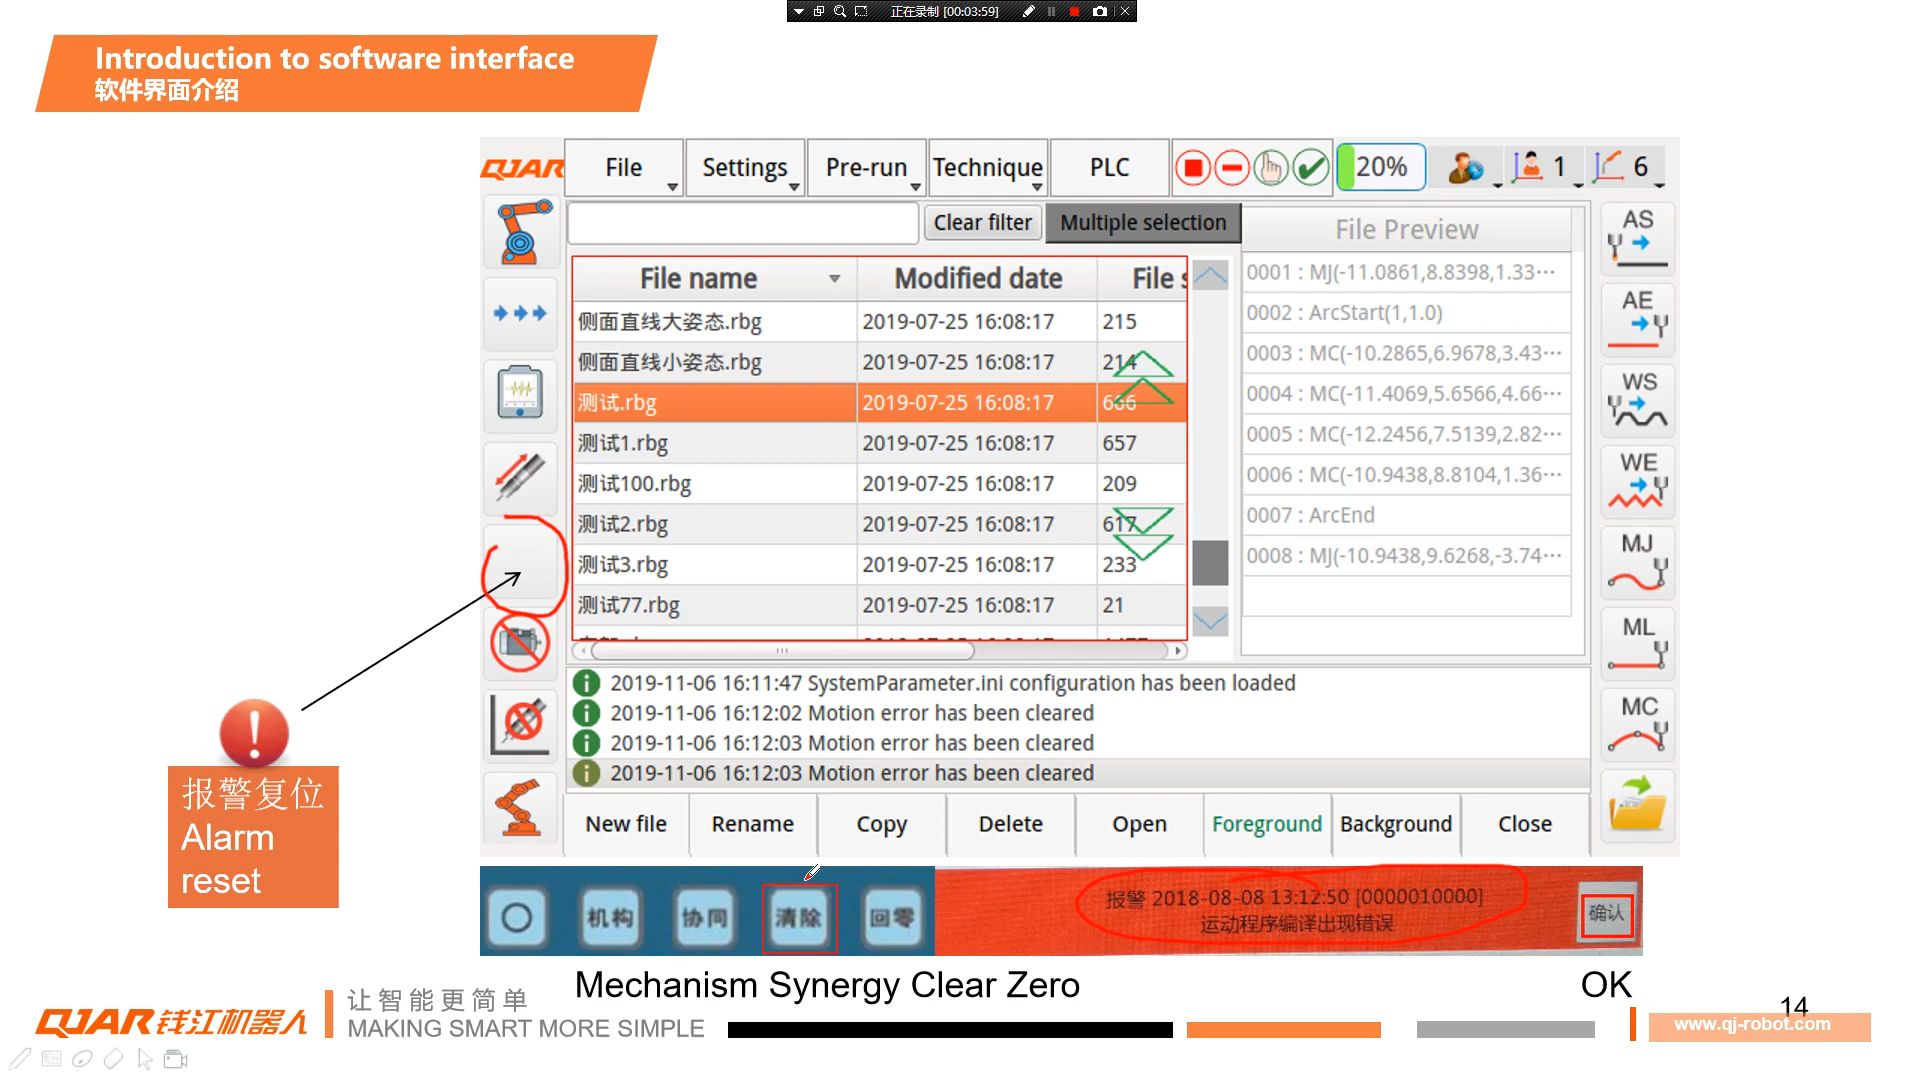 正在录制 [00:03:59]
Introduction to software interface
软件界面介绍
QJAR
File
Settings
Pre-run
Technique
PLC
20%
1
6
Clear filter
Multiple selection
File Preview
File name
Modified date
File s
侧面直线大姿态.rbg 2019-07-25 16:08:17 215
侧面直线小姿态.rbg 2019-07-25 16:08:17 214
测试.rbg 2019-07-25 16:08:17 666
测试1.rbg 2019-07-25 16:08:17 657
测试100.rbg 2019-07-25 16:08:17 209
测试2.rbg 2019-07-25 16:08:17 617
测试3.rbg 2019-07-25 16:08:17 233
测试77.rbg 2019-07-25 16:08:17 21
0001 : MJ(-11.0861,8.8398,1.33···
0002 : ArcStart(1,1.0)
0003 : MC(-10.2865,6.9678,3.43···
0004 : MC(-11.4069,5.6566,4.66···
0005 : MC(-12.2456,7.5139,2.82···
0006 : MC(-10.9438,8.8104,1.36···
0007 : ArcEnd
0008 : MJ(-10.9438,9.6268,-3.74···
AS
AE
WS
WE
MJ
ML
MC
2019-11-06 16:11:47 SystemParameter.ini configuration has been loaded
2019-11-06 16:12:02 Motion error has been cleared
2019-11-06 16:12:03 Motion error has been cleared
2019-11-06 16:12:03 Motion error has been cleared
New file
Rename
Copy
Delete
Open
Foreground
Background
Close
报警复位
Alarm
reset
机构
协同
清除
回零
报警 2018-08-08 13:12:50 [0000010000]
运动程序编译出现错误
确认
Mechanism Synergy Clear Zero
OK
QJAR 钱江机器人
让智能更简单
MAKING SMART MORE SIMPLE
14
www.qj-robot.com